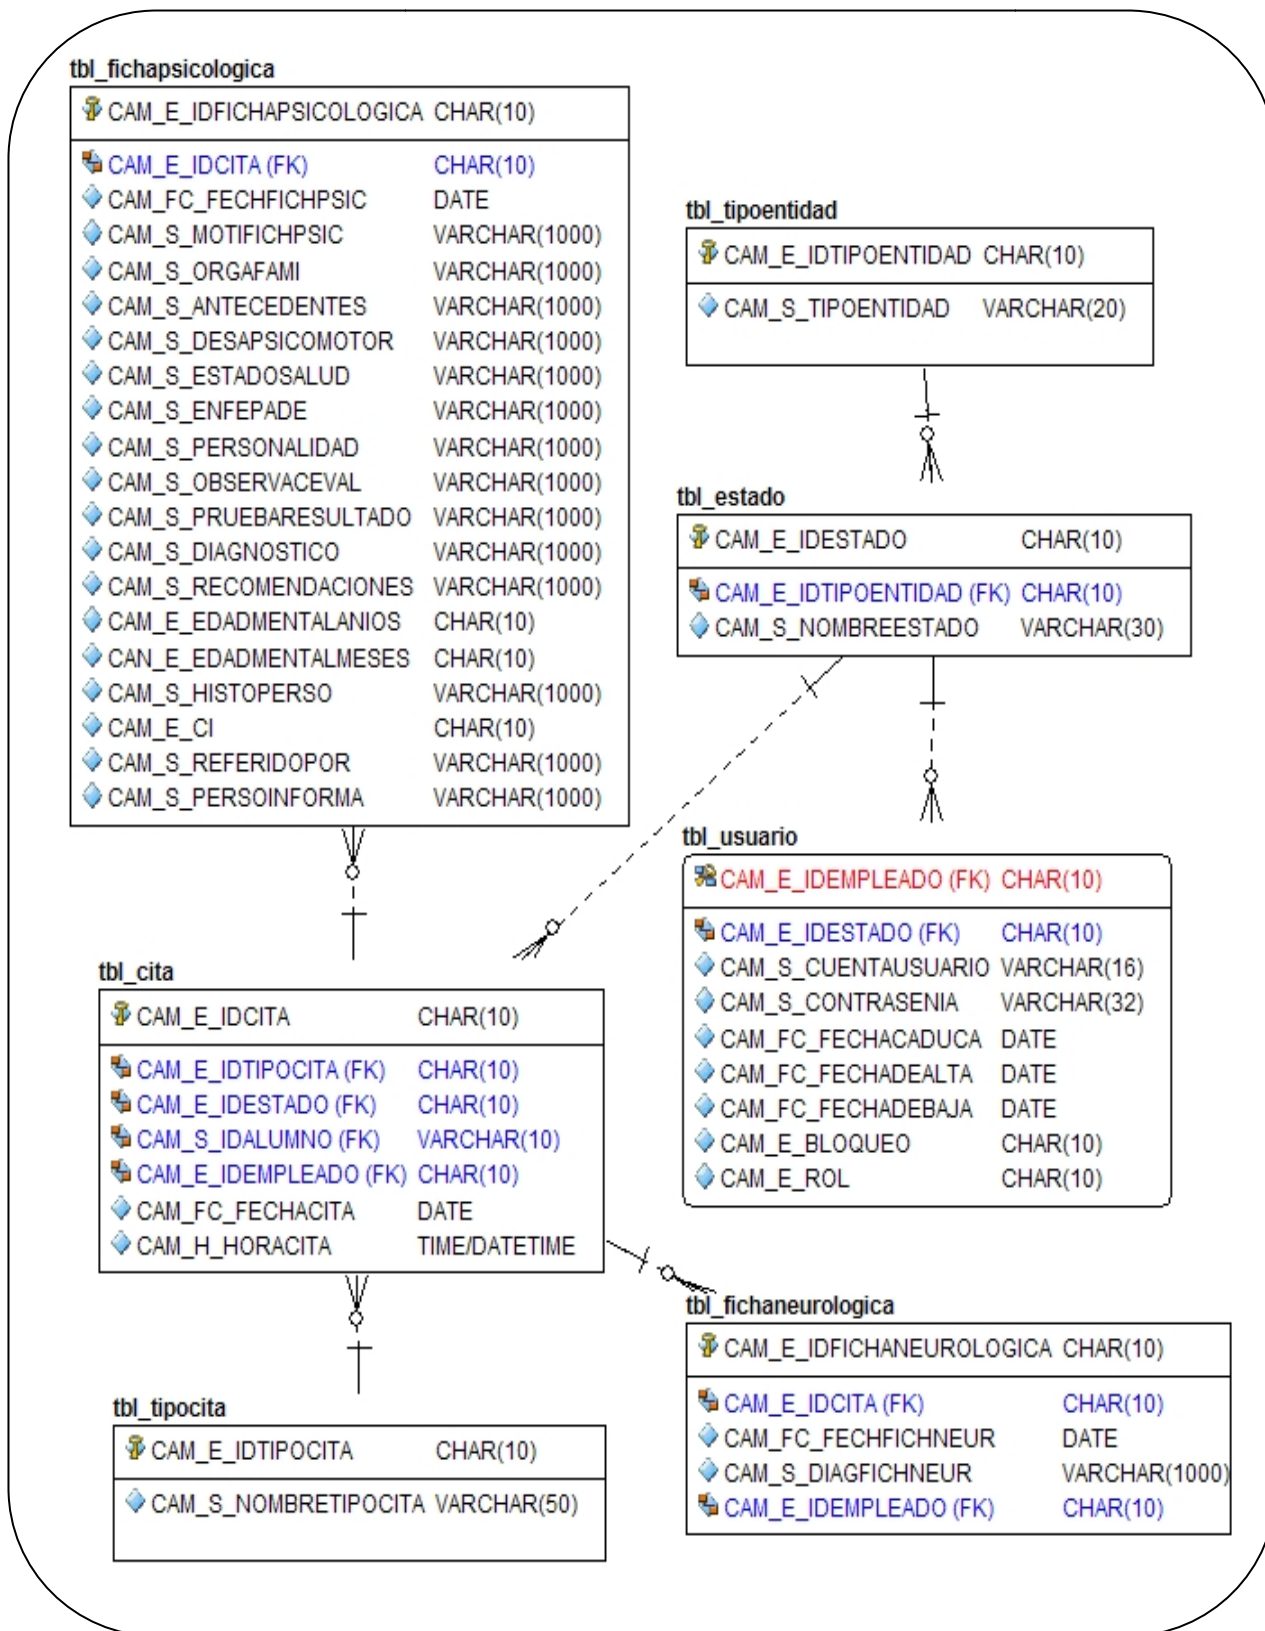 tbl_fichapsicologica
CAM_E_IDFICHAPSICOLOGICA CHAR(10)
CAM_E_IDCITA (FK) CHAR(10)
CAM_FC_FECHFICHPSIC DATE
CAM_S_MOTIFICHPSIC VARCHAR(1000)
CAM_S_ORGAFAMI VARCHAR(1000)
CAM_S_ANTECEDENTES VARCHAR(1000)
CAM_S_DESAPSICOMOTOR VARCHAR(1000)
CAM_S_ESTADOSALUD VARCHAR(1000)
CAM_S_ENFEPADE VARCHAR(1000)
CAM_S_PERSONALIDAD VARCHAR(1000)
CAM_S_OBSERVACEVAL VARCHAR(1000)
CAM_S_PRUEBARESULTADO VARCHAR(1000)
CAM_S_DIAGNOSTICO VARCHAR(1000)
CAM_S_RECOMENDACIONES VARCHAR(1000)
CAM_E_EDADMENTALANIOS CHAR(10)
CAN_E_EDADMENTALMESES CHAR(10)
CAM_S_HISTOPERSO VARCHAR(1000)
CAM_E_CI CHAR(10)
CAM_S_REFERIDOPOR VARCHAR(1000)
CAM_S_PERSOINFORMA VARCHAR(1000)
tbl_tipoentidad
CAM_E_IDTIPOENTIDAD CHAR(10)
CAM_S_TIPOENTIDAD VARCHAR(20)
tbl_estado
CAM_E_IDESTADO CHAR(10)
CAM_E_IDTIPOENTIDAD (FK) CHAR(10)
CAM_S_NOMBREESTADO VARCHAR(30)
tbl_usuario
CAM_E_IDEMPLEADO (FK) CHAR(10)
CAM_E_IDESTADO (FK) CHAR(10)
CAM_S_CUENTAUSUARIO VARCHAR(16)
CAM_S_CONTRASENIA VARCHAR(32)
CAM_FC_FECHACADUCA DATE
CAM_FC_FECHADEALTA DATE
CAM_FC_FECHADEBAJA DATE
CAM_E_BLOQUEO CHAR(10)
CAM_E_ROL CHAR(10)
tbl_cita
CAM_E_IDCITA CHAR(10)
CAM_E_IDTIPOCITA (FK) CHAR(10)
CAM_E_IDESTADO (FK) CHAR(10)
CAM_S_IDALUMNO (FK) VARCHAR(10)
CAM_E_IDEMPLEADO (FK) CHAR(10)
CAM_FC_FECHACITA DATE
CAM_H_HORACITA TIME/DATETIME
tbl_tipocita
CAM_E_IDTIPOCITA CHAR(10)
CAM_S_NOMBRETIPOCITA VARCHAR(50)
tbl_fichaneurologica
CAM_E_IDFICHANEUROLOGICA CHAR(10)
CAM_E_IDCITA (FK) CHAR(10)
CAM_FC_FECHFICHNEUR DATE
CAM_S_DIAGFICHNEUR VARCHAR(1000)
CAM_E_IDEMPLEADO (FK) CHAR(10)